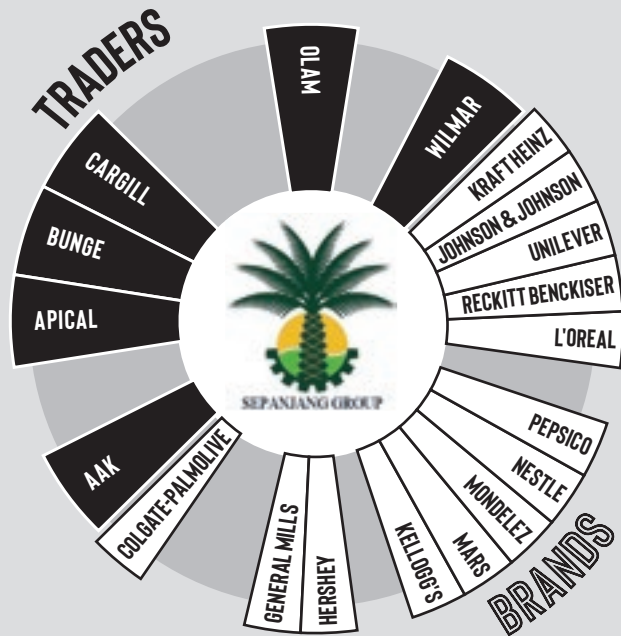 TRADERS
OLAM
WILMAR
KRAFT HEINZ
JOHNSON & JOHNSON
UNILEVER
RECKITT BENCKISER
L'OREAL
PEPSICO
NESTLE
MONDELEZ
MARS
KELLOGG'S
HERSHEY
GENERAL MILLS
COLGATE-PALMOLIVE
AAK
APICAL
BUNGE
CARGILL
SEPANJANG GROUP
BRANDS